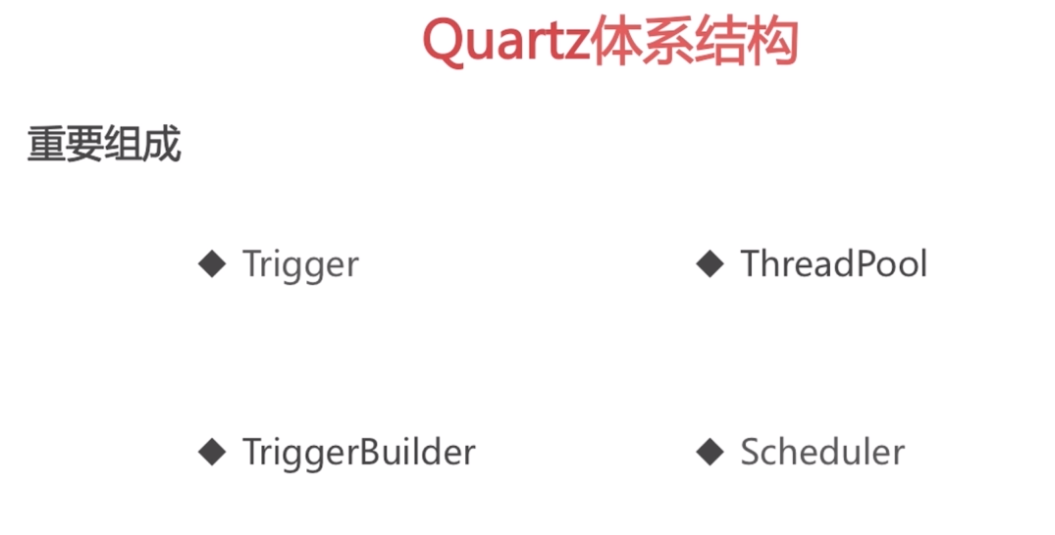 Quartz体系结构
重要组成
◆ Trigger
◆ ThreadPool
◆ TriggerBuilder
◆ Scheduler